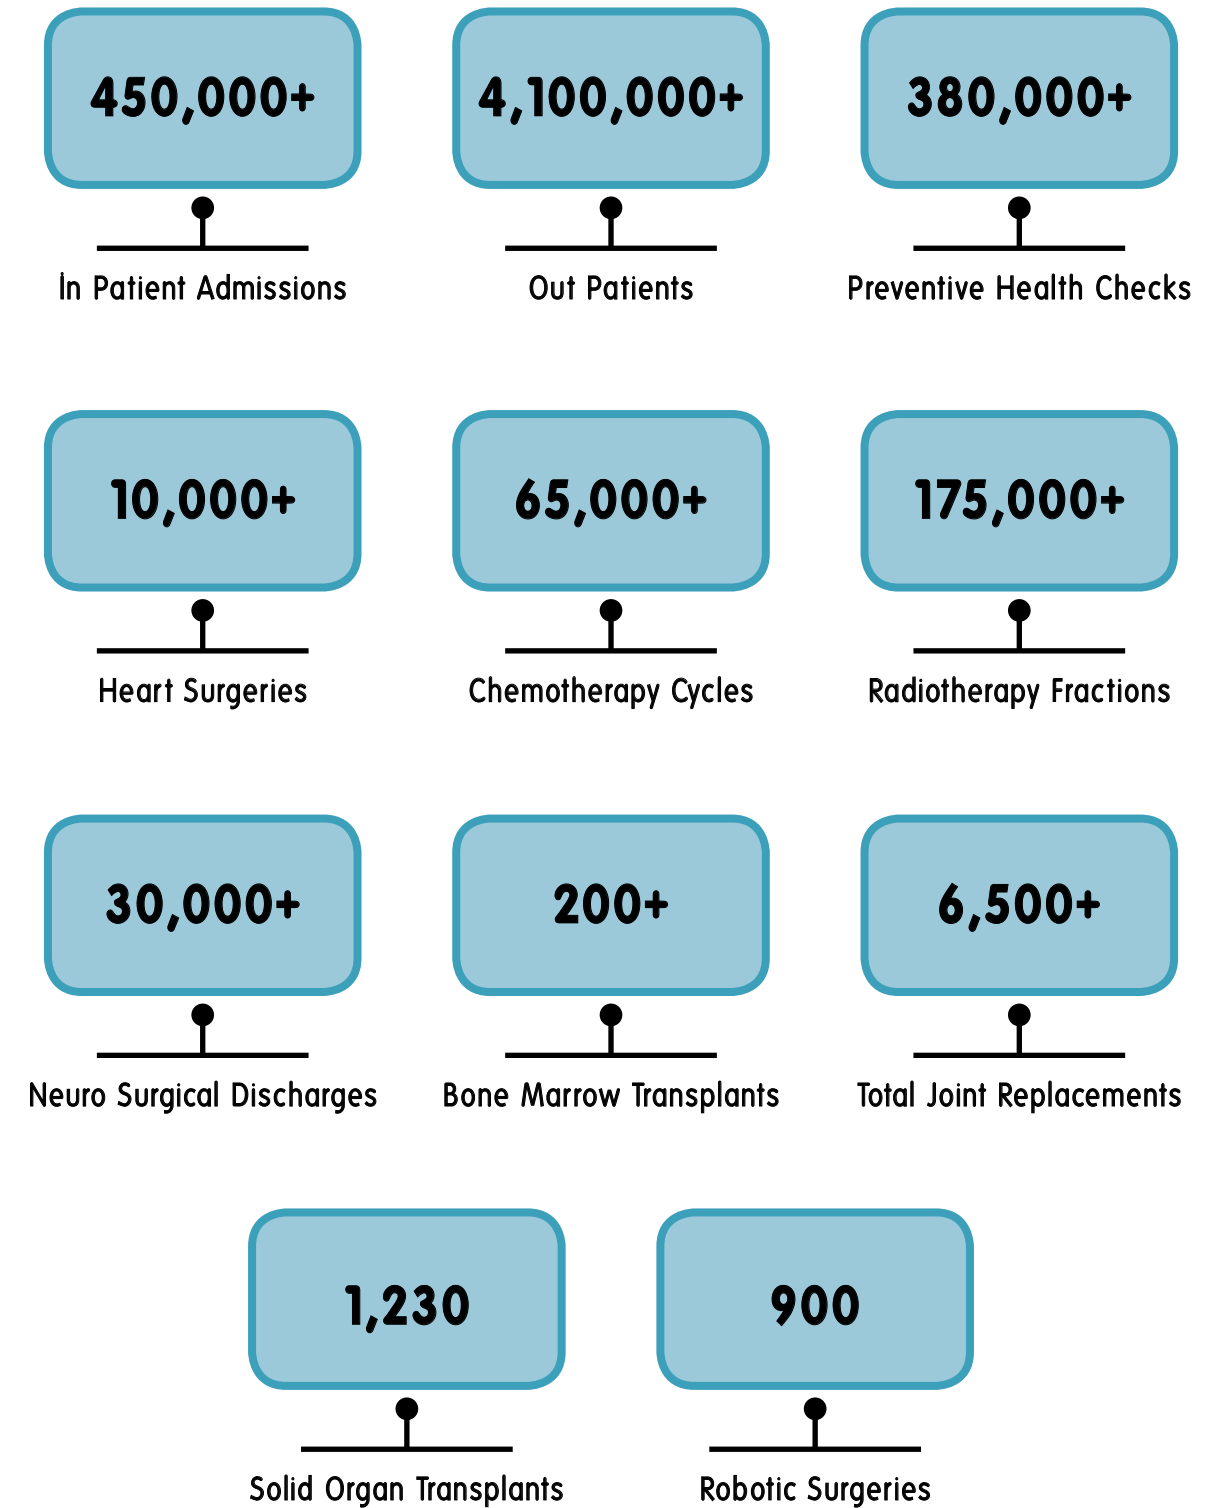 450,000+
In Patient Admissions
4,100,000+
Out Patients
380,000+
Preventive Health Checks
10,000+
Heart Surgeries
65,000+
Chemotherapy Cycles
175,000+
Radiotherapy Fractions
30,000+
Neuro Surgical Discharges
200+
Bone Marrow Transplants
6,500+
Total Joint Replacements
1,230
Solid Organ Transplants
900
Robotic Surgeries